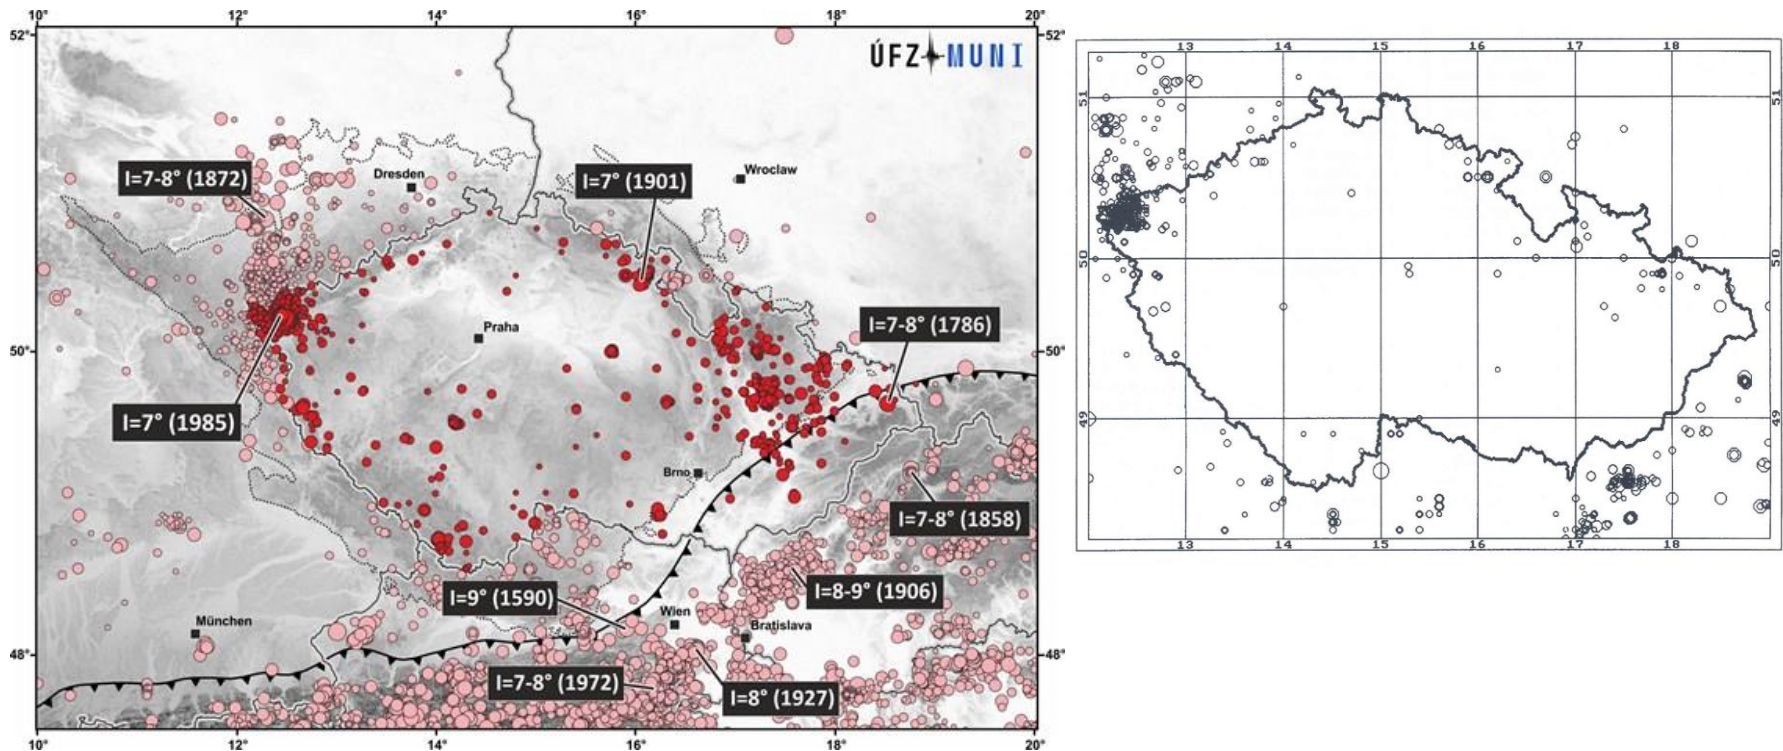 10° 12° 14° 16° 18° 20°
52° 52°
ÚFZ MUNI
I=7-8° (1872)
Dresden
I=7° (1901)
Wroclaw
Praha
I=7-8° (1786)
50° 50°
I=7° (1985)
Brno
I=7-8° (1858)
I=9° (1590)
I=8-9° (1906)
München
Wien
Bratislava
48° 48°
I=7-8° (1972)
I=8° (1927)
10° 12° 14° 16° 18° 20°
13 14 15 16 17 18
51 51
50 50
49 49
13 14 15 16 17 18